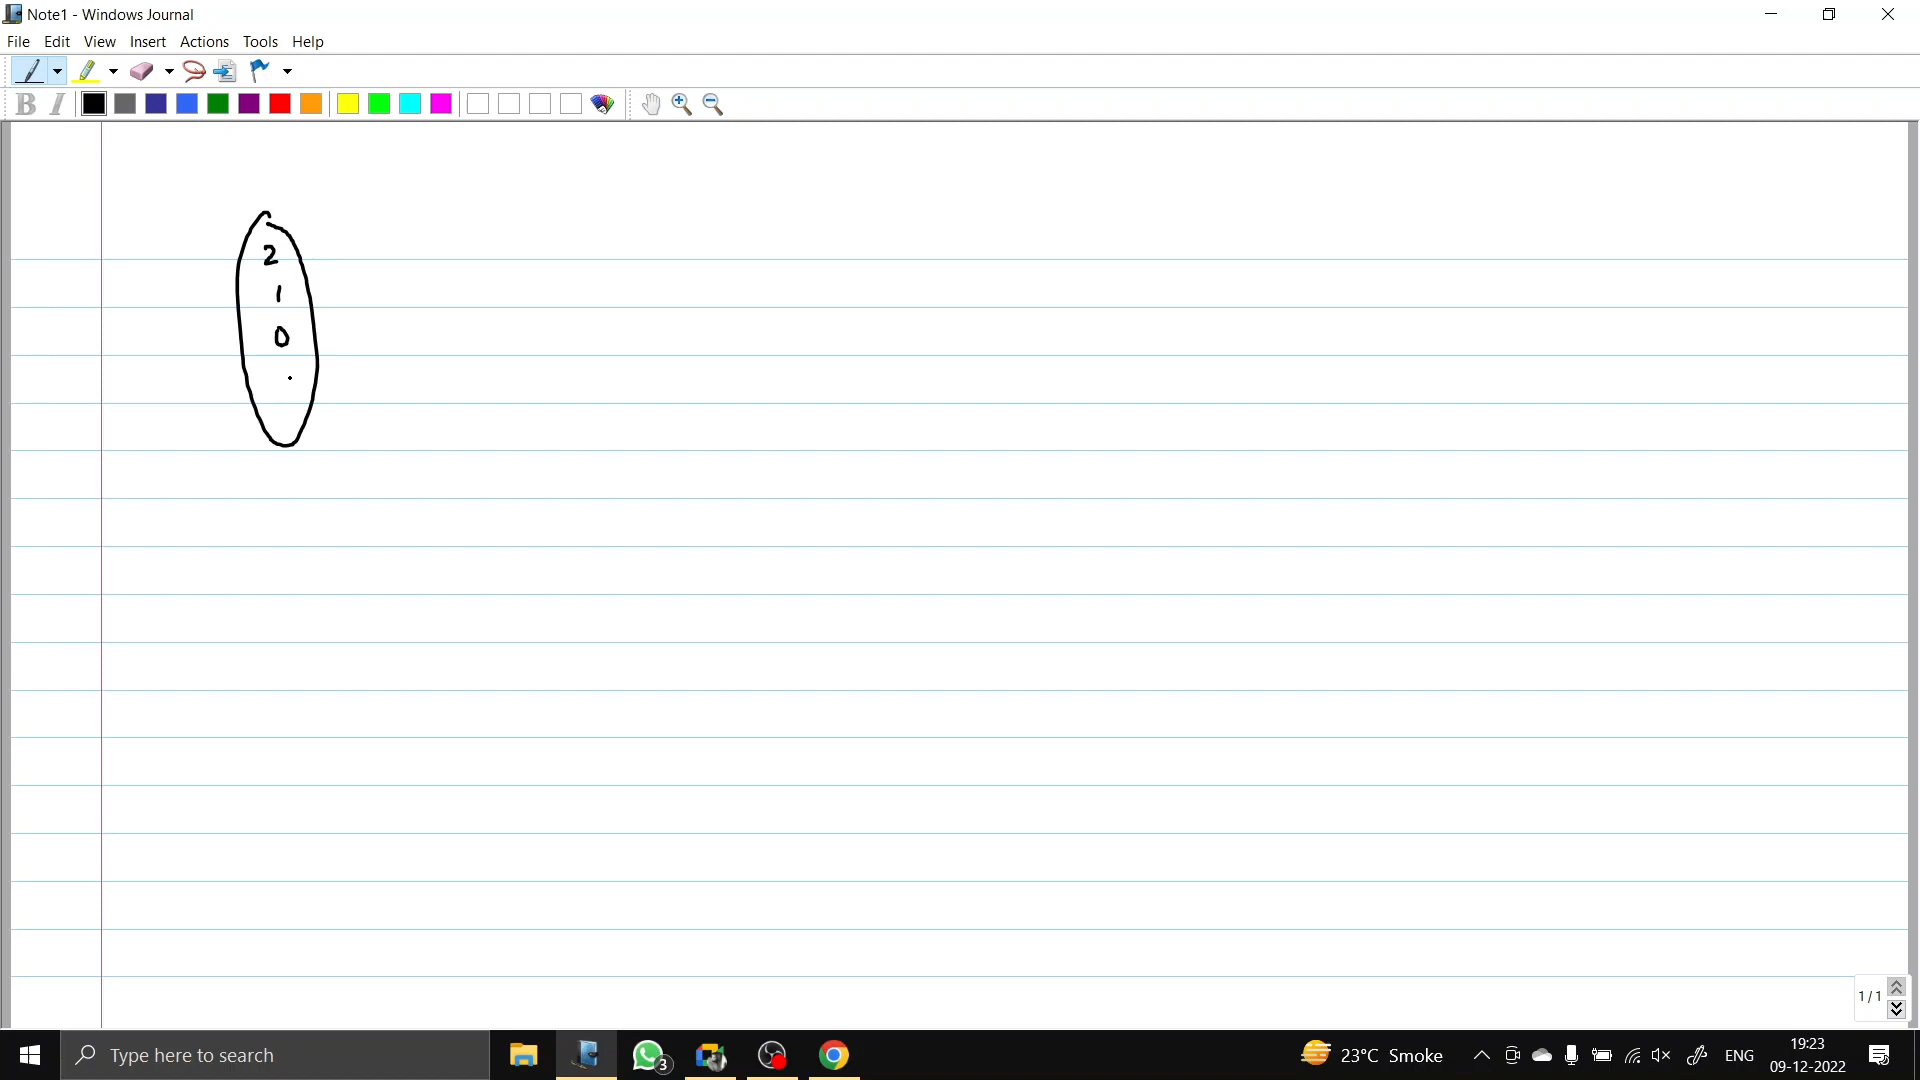 Note1 - Windows Journal
File Edit View Insert Actions Tools Help
B I
2
1
0
.
1 / 1
Type here to search
3
23°C Smoke
ENG
19:23
09-12-2022